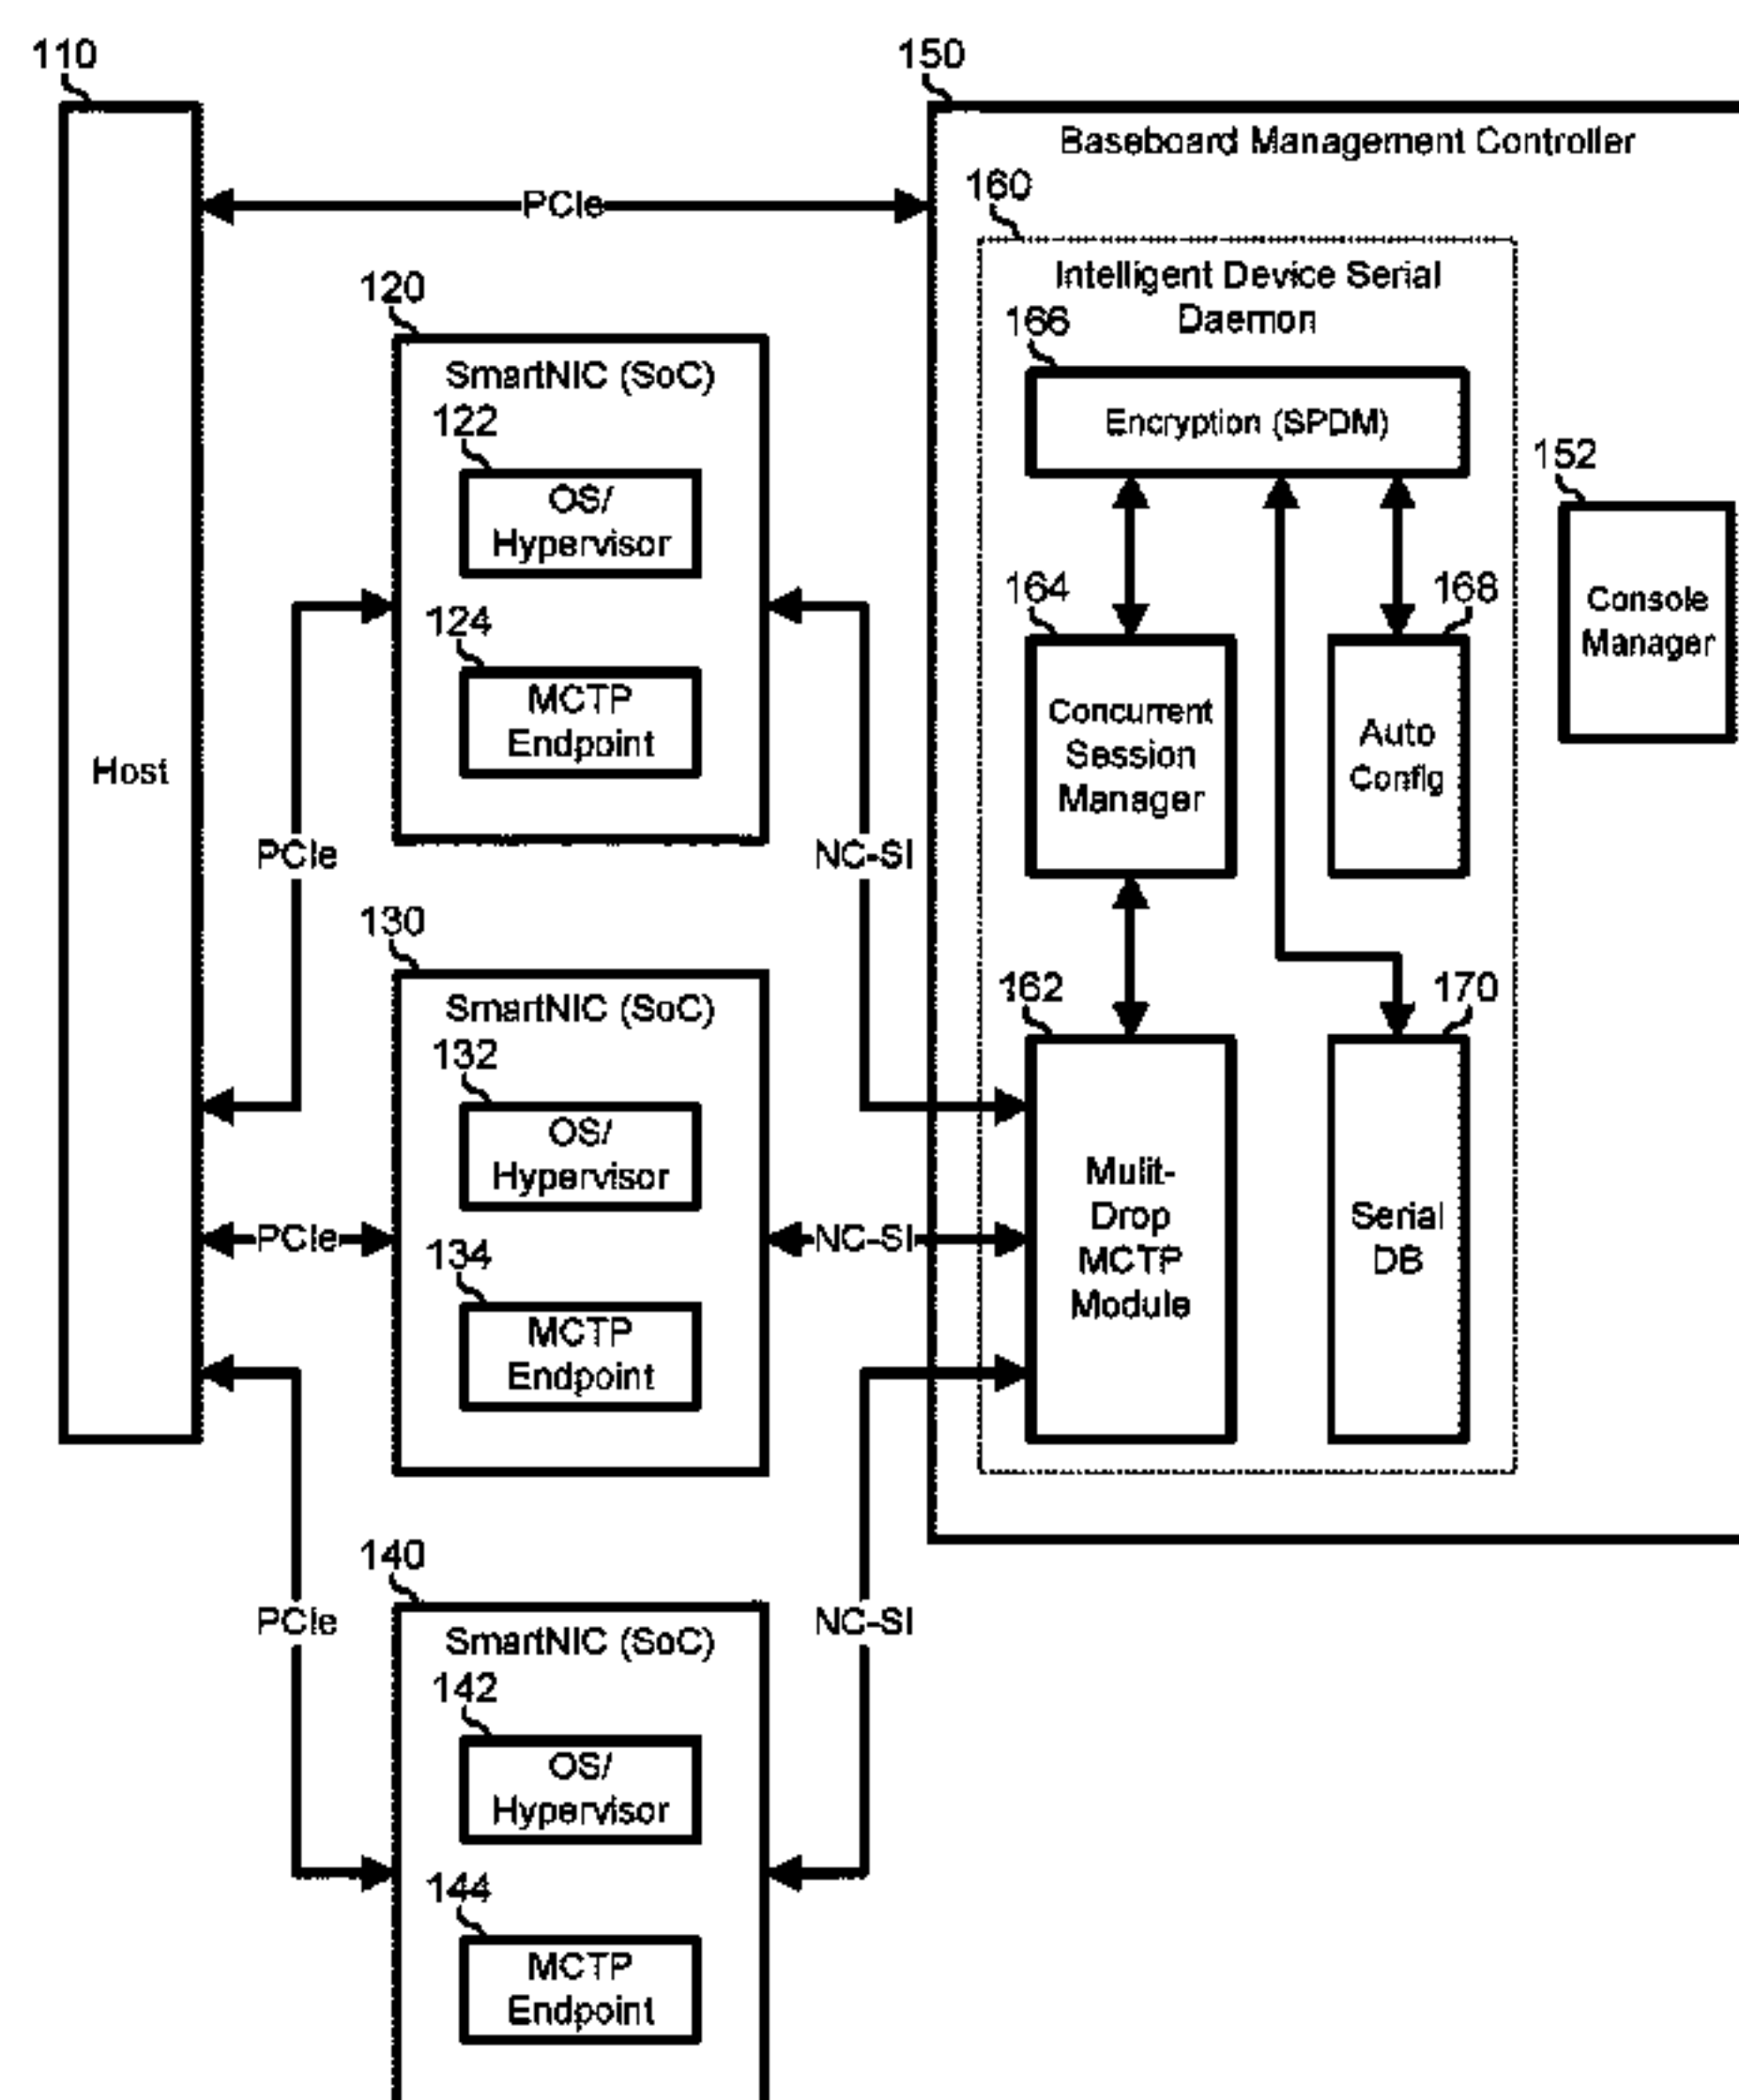 110
150
Baseboard Management Controller
160
PCIe
Intelligent Device Serial
Daemon
120
166
SmartNIC (SoC)
Encryption (SPDM)
122
152
OS/
Hypervisor
164
168
Console
Manager
124
MCTP
Endpoint
Concurrent
Session
Manager
Auto
Config
Host
PCIe
NC-SI
130
162
170
SmartNIC (SoC)
132
OS/
Hypervisor
Mulit-
Drop
MCTP
Module
Serial
DB
PCIe
NC-SI
134
MCTP
Endpoint
140
PCIe
NC-SI
SmartNIC (SoC)
142
OS/
Hypervisor
144
MCTP
Endpoint